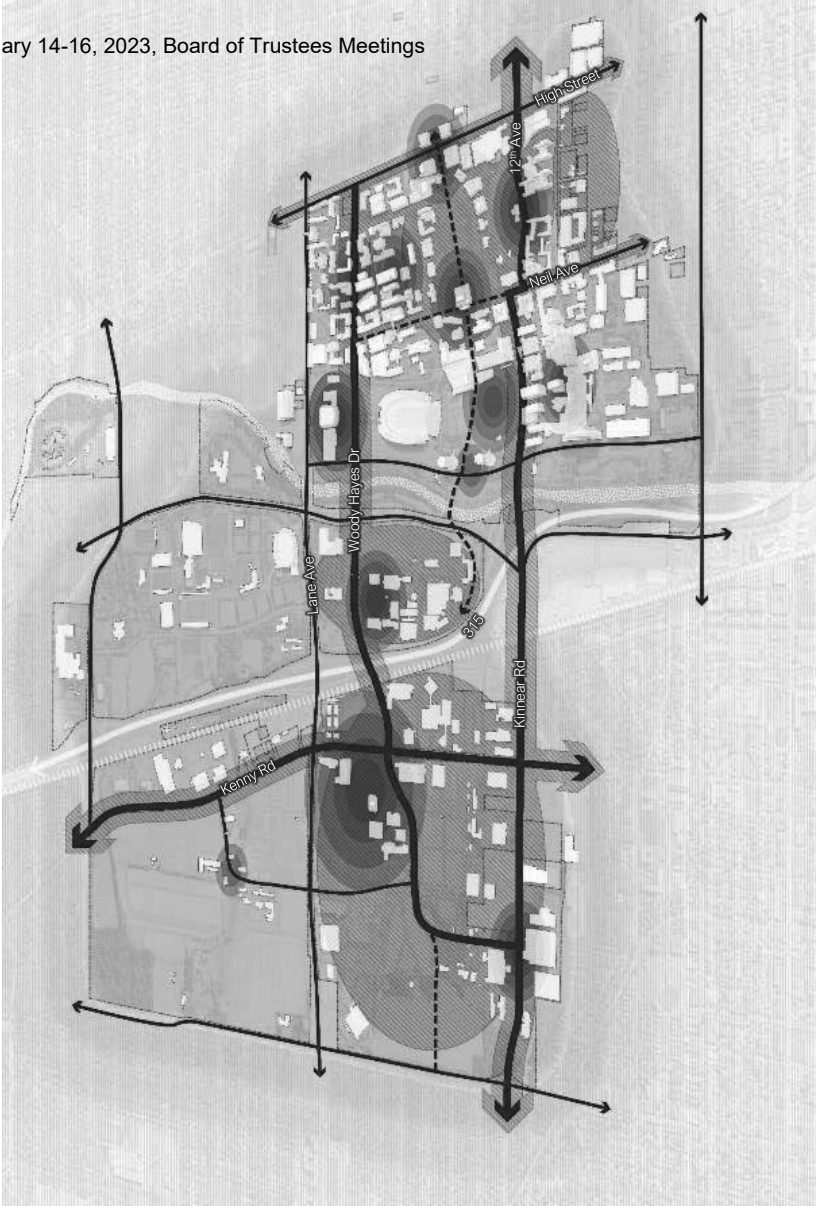 ary 14-16, 2023, Board of Trustees Meetings
High Street
12th Ave
Neil Ave
Woody Hayes Dr
Lane Ave
315
Kinnear Rd
Kenny Rd